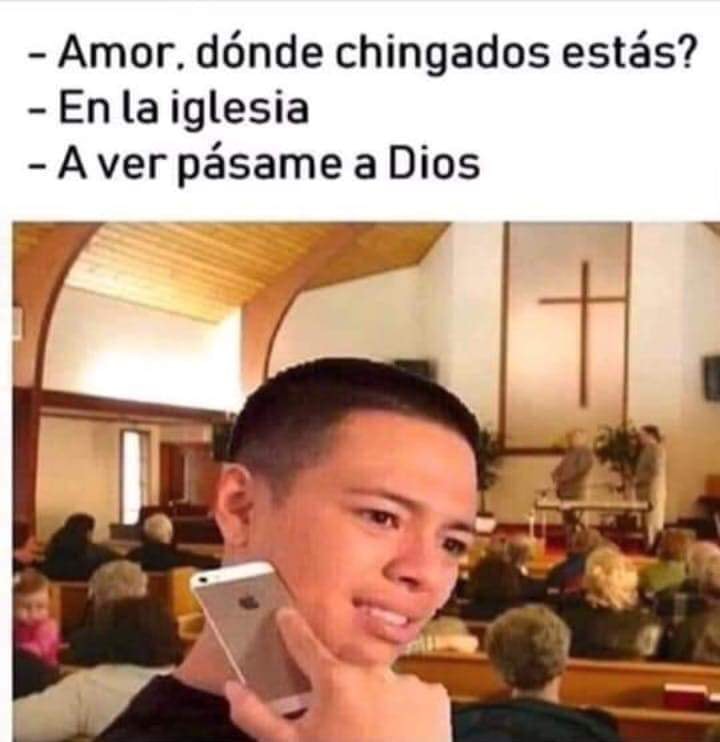 - Amor. dónde chingados estás?
- En la iglesia
- A ver pásame a Dios